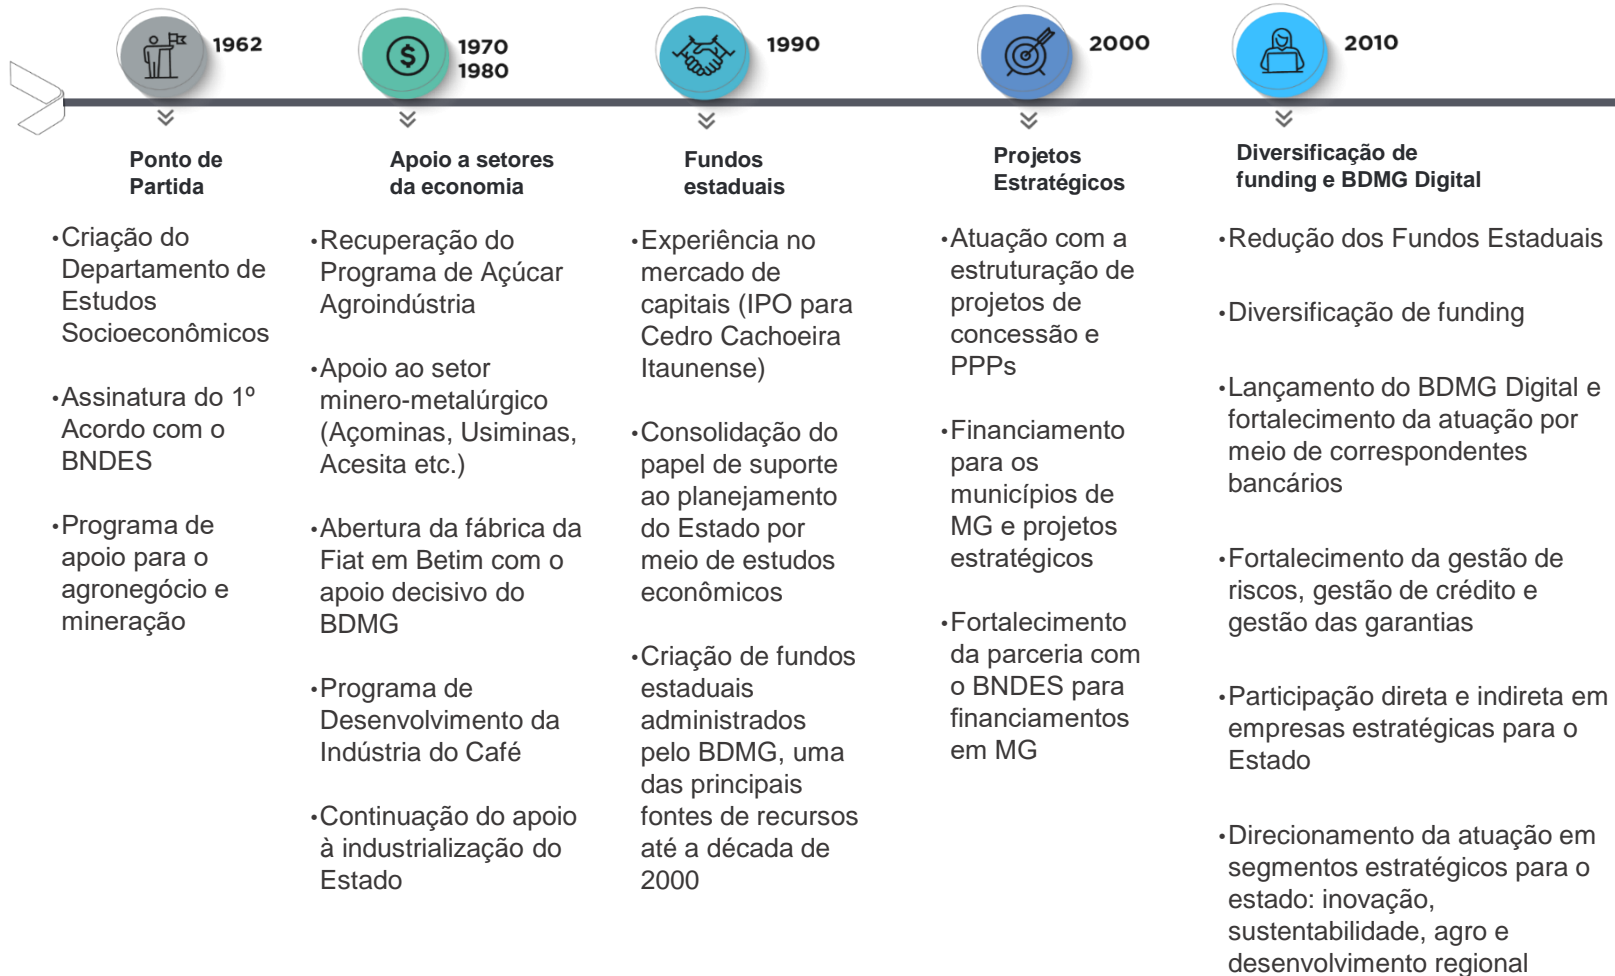 1962
Ponto de
Partida
•Criação do
Departamento de
Estudos
Socioeconômicos
•Assinatura do 1º
Acordo com o
BNDES
•Programa de
apoio para o
agronegócio e
mineração
1970
1980
Apoio a setores
da economia
•Recuperação do
Programa de Açúcar
Agroindústria
•Apoio ao setor
minero-metalúrgico
(Açominas, Usiminas,
Acesita etc.)
•Abertura da fábrica da
Fiat em Betim com o
apoio decisivo do
BDMG
•Programa de
Desenvolvimento da
Indústria do Café
•Continuação do apoio
à industrialização do
Estado
1990
Fundos
estaduais
•Experiência no
mercado de
capitais (IPO para
Cedro Cachoeira
Itaunense)
•Consolidação do
papel de suporte
ao planejamento
do Estado por
meio de estudos
econômicos
•Criação de fundos
estaduais
administrados
pelo BDMG, uma
das principais
fontes de recursos
até a década de
2000
2000
Projetos
Estratégicos
•Atuação com a
estruturação de
projetos de
concessão e
PPPs
•Financiamento
para os
municípios de
MG e projetos
estratégicos
•Fortalecimento
da parceria com
o BNDES para
financiamentos
em MG
2010
Diversificação de
funding e BDMG Digital
•Redução dos Fundos Estaduais
•Diversificação de funding
•Lançamento do BDMG Digital e
fortalecimento da atuação por
meio de correspondentes
bancários
•Fortalecimento da gestão de
riscos, gestão de crédito e
gestão das garantias
•Participação direta e indireta em
empresas estratégicas para o
Estado
•Direcionamento da atuação em
segmentos estratégicos para o
estado: inovação,
sustentabilidade, agro e
desenvolvimento regional